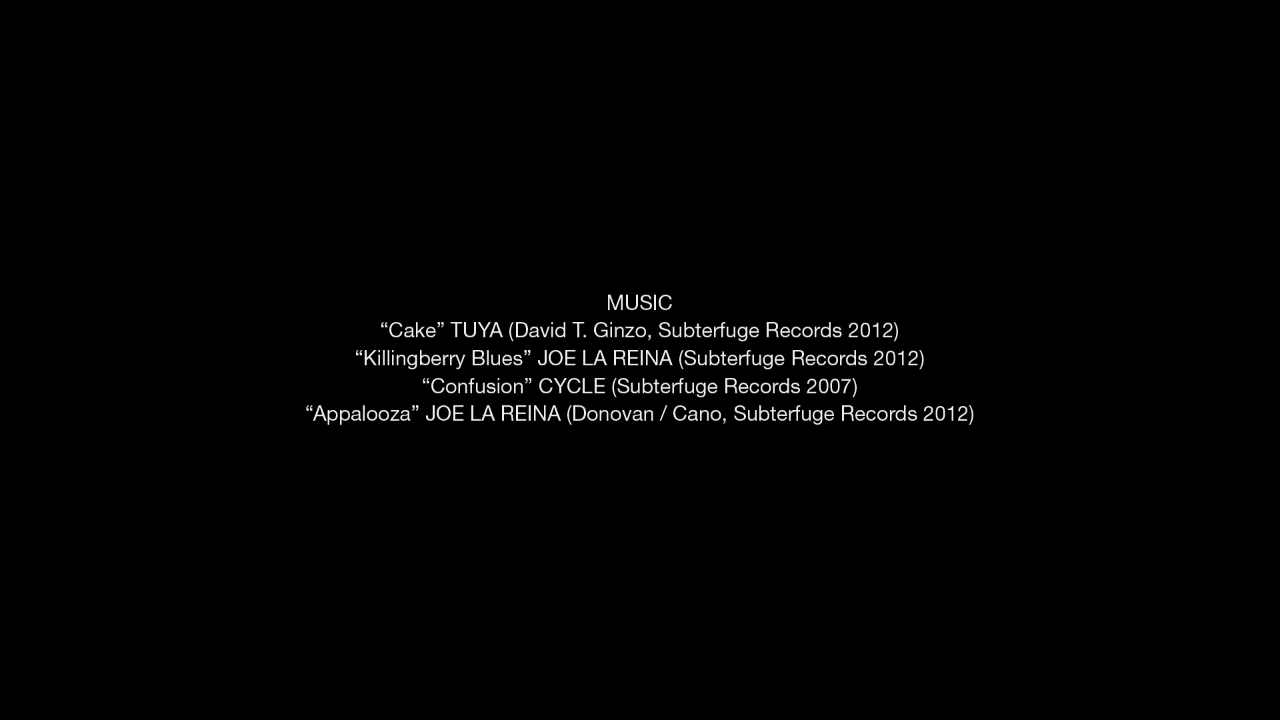 MUSIC
“Cake” TUYA (David T. Ginzo, Subterfuge Records 2012)
“Killingberry Blues” JOE LA REINA (Subterfuge Records 2012)
“Confusion” CYCLE (Subterfuge Records 2007)
“Appalooza” JOE LA REINA (Donovan / Cano, Subterfuge Records 2012)